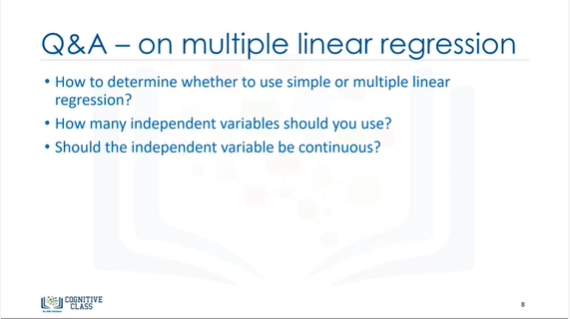 Q&A – on multiple linear regression
• How to determine whether to use simple or multiple linear
regression?
• How many independent variables should you use?
• Should the independent variable be continuous?
COGNITIVE
CLASS
8